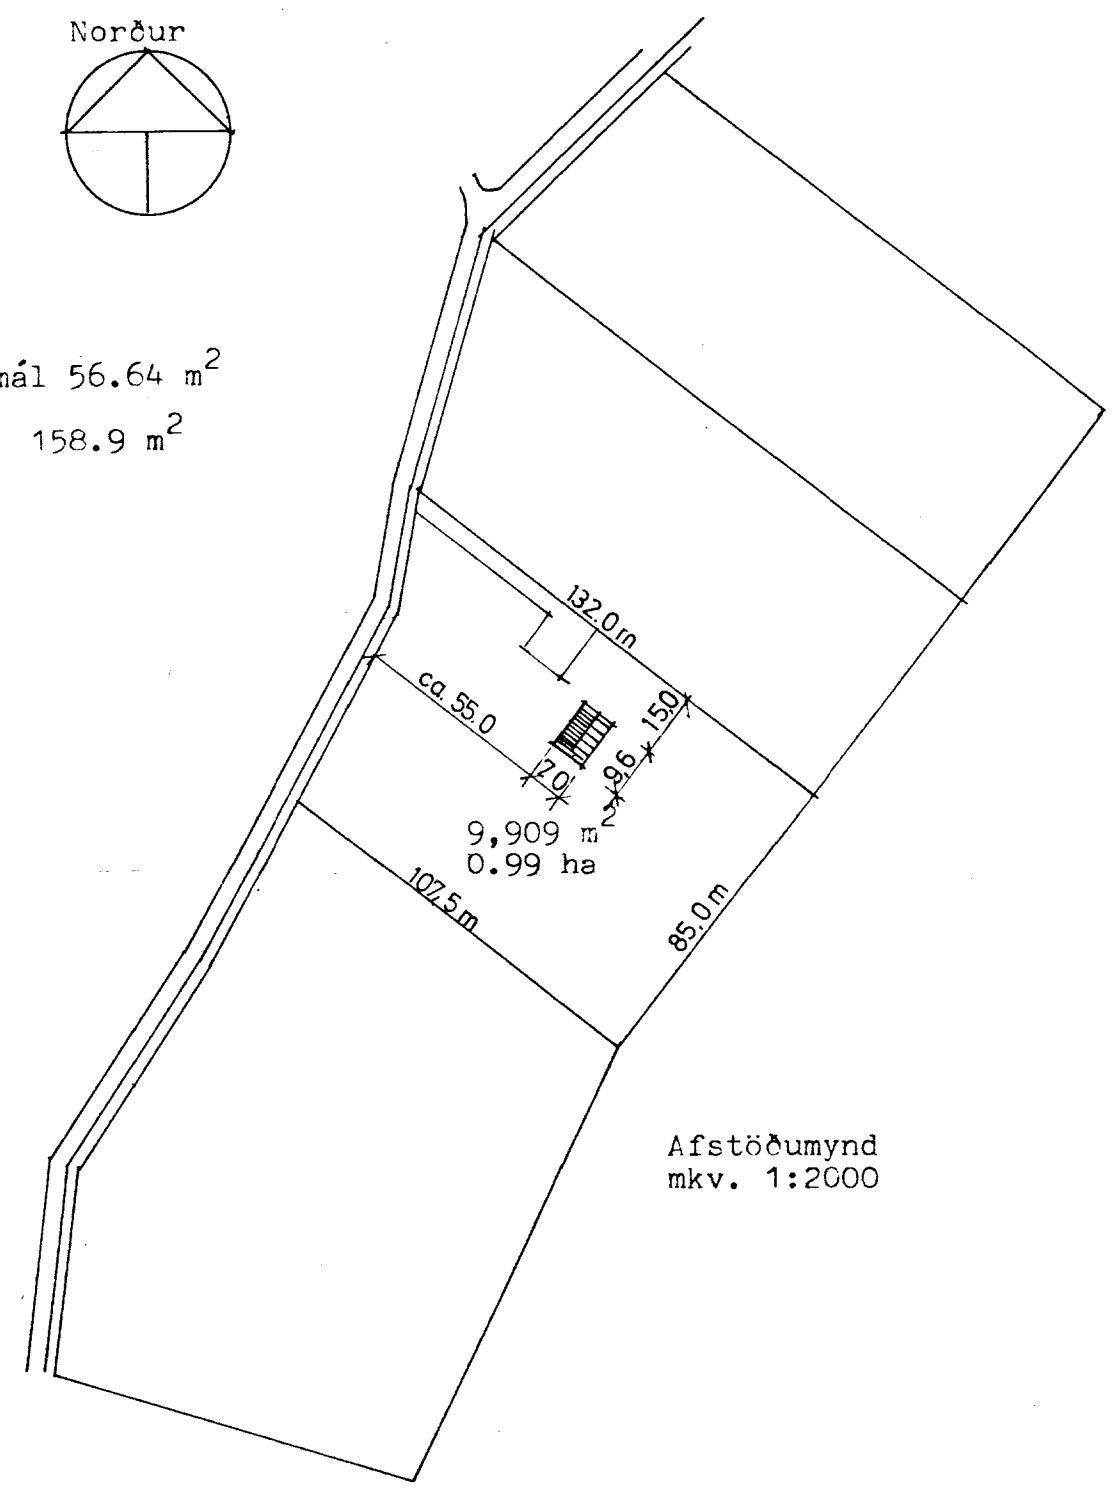 Norður
mál 56.64 m²
158.9 m²
132.0 m
ca. 55.0
15,0
9,6
7.0
9,909 m²
0.99 ha
107,5 m
85,0 m
Afstöðumynd
mkv. 1:2000